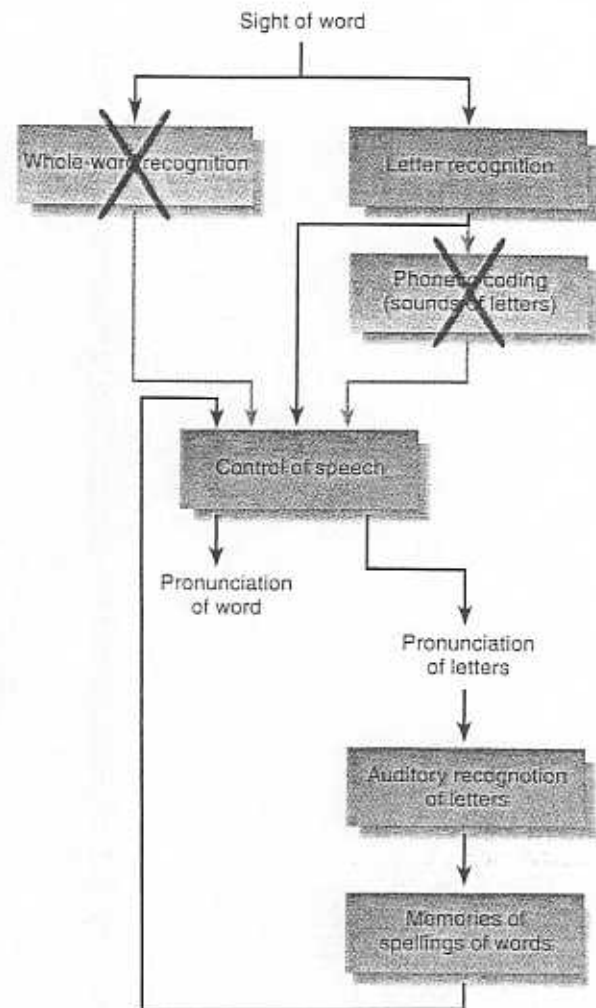 Sight of word
Whole-word recognition
Letter recognition
Phonetic coding
(sounds of letters)
Control of speech
Pronunciation
of word
Pronunciation
of letters
Auditory recognotion
of letters
Memories of
spellings of words